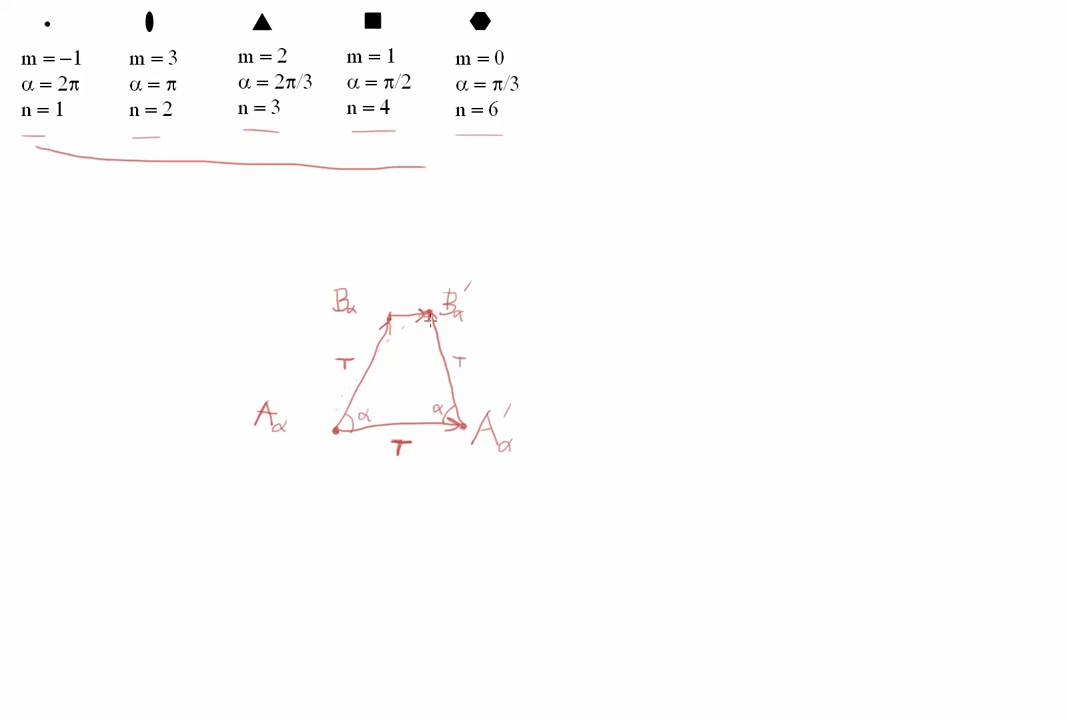 m = −1 m = 3 m = 2 m = 1 m = 0
α = 2π α = π α = 2π/3 α = π/2 α = π/3
n = 1 n = 2 n = 3 n = 4 n = 6
Bα Bα′
T T
Aα α α Aα′
T